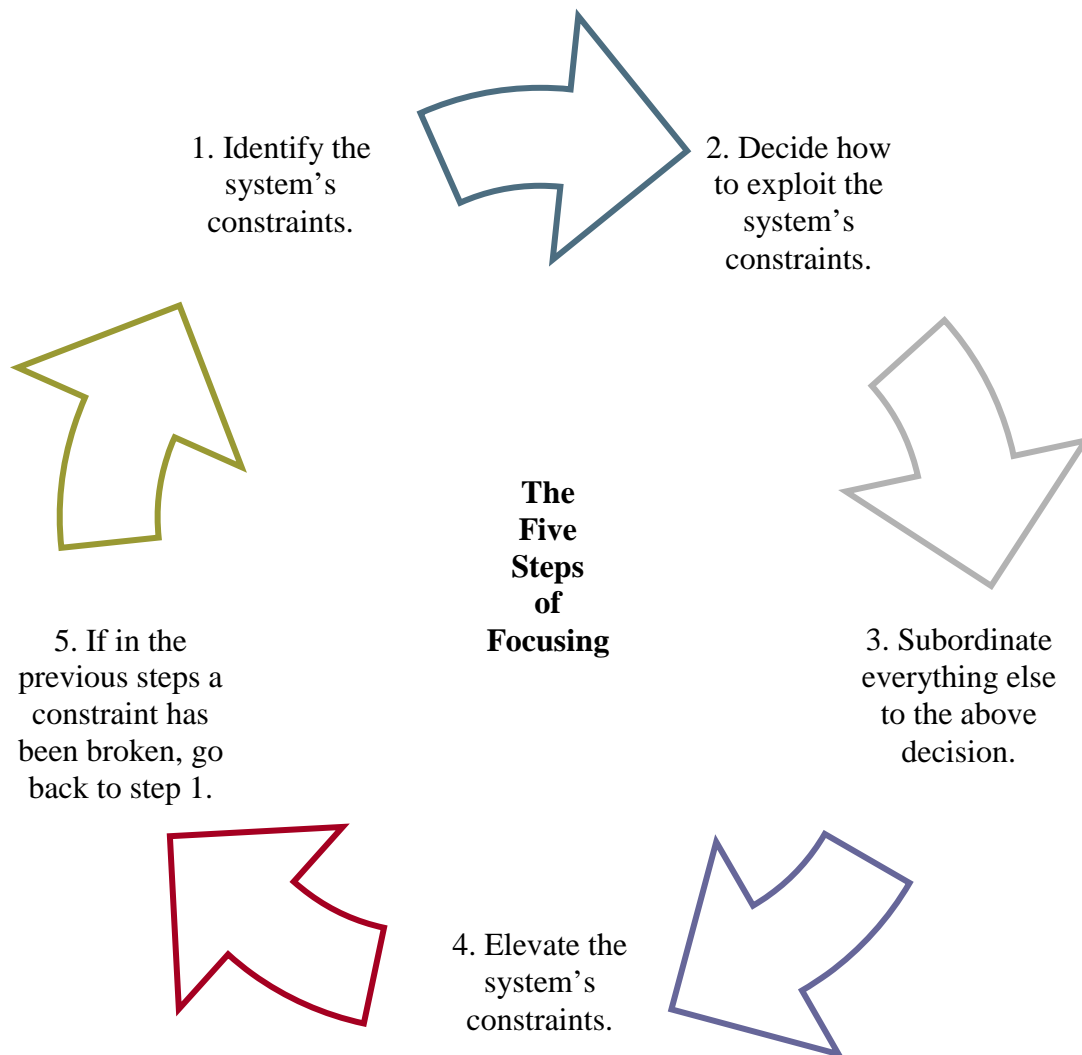 1. Identify the
system’s
constraints.
2. Decide how
to exploit the
system’s
constraints.
The
Five
Steps
of
Focusing
3. Subordinate
everything else
to the above
decision.
4. Elevate the
system’s
constraints.
5. If in the
previous steps a
constraint has
been broken, go
back to step 1.